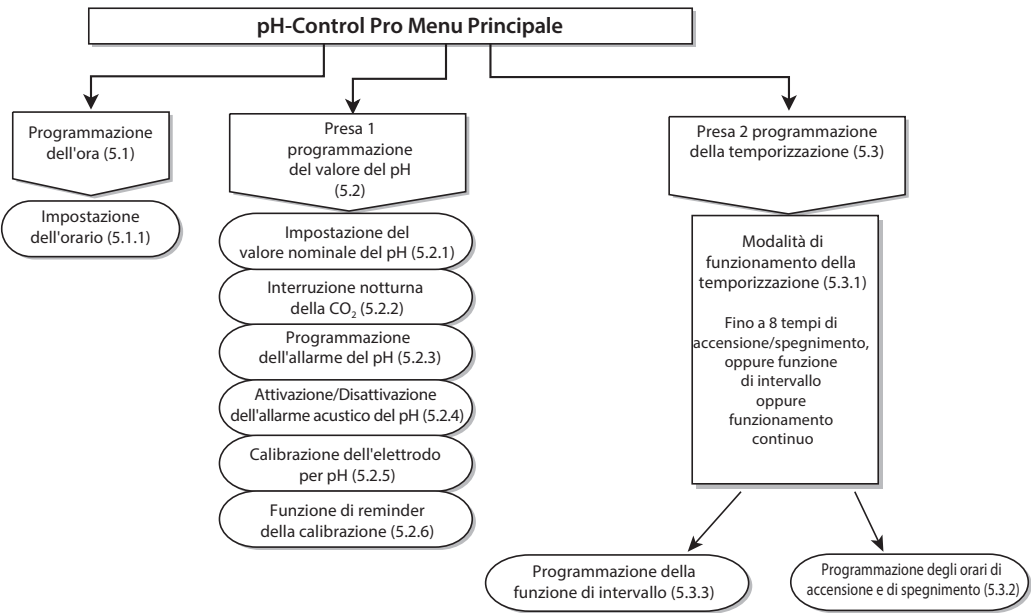 pH-Control Pro Menu Principale
Programmazione
dell'ora (5.1)
Impostazione
dell'orario (5.1.1)
Presa 1
programmazione
del valore del pH
(5.2)
Impostazione del
valore nominale del pH (5.2.1)
Interruzione notturna
della CO₂ (5.2.2)
Programmazione
dell'allarme del pH (5.2.3)
Attivazione/Disattivazione
dell'allarme acustico del pH (5.2.4)
Calibrazione dell'elettrodo
per pH (5.2.5)
Funzione di reminder
della calibrazione (5.2.6)
Presa 2 programmazione
della temporizzazione (5.3)
Modalità di
funzionamento della
temporizzazione (5.3.1)
Fino a 8 tempi di
accensione/spegnimento,
oppure funzione
di intervallo
oppure
funzionamento
continuo
Programmazione della
funzione di intervallo (5.3.3)
Programmazione degli orari di
accensione e di spegnimento (5.3.2)